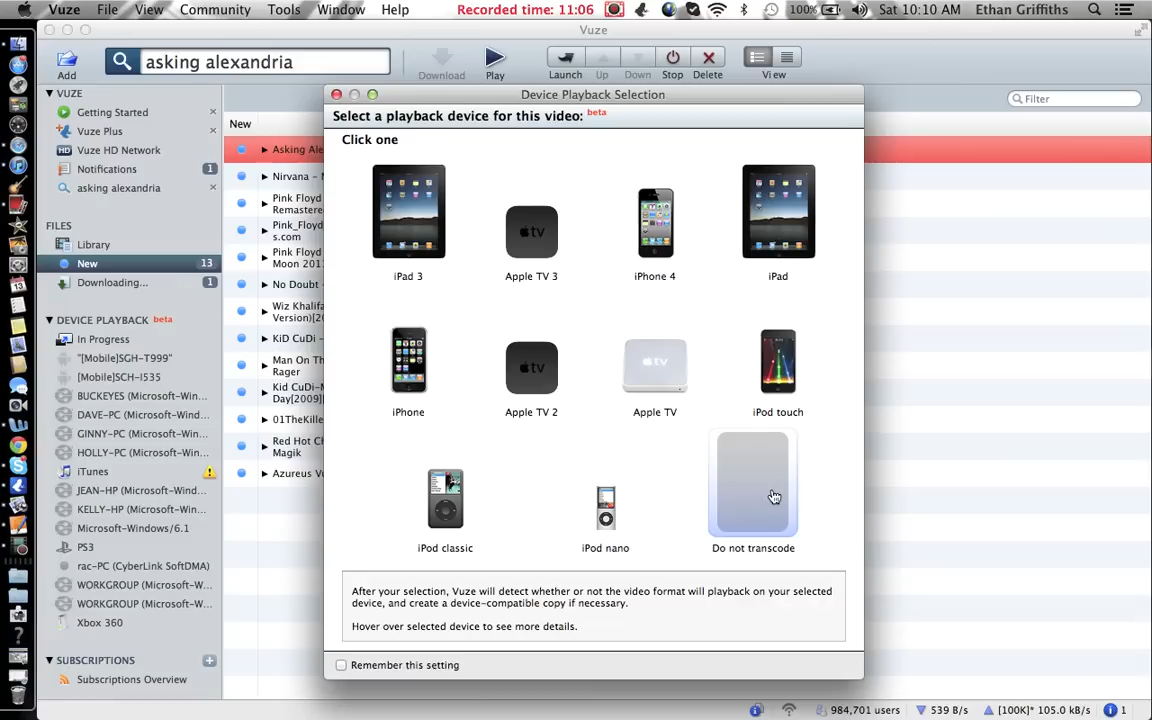 Vuze File Edit View Community Tools Window Help Recorded time: 11:06 100% Sat 10:10 AM Ethan Griffiths
Vuze
asking alexandria
Add Download Play Launch Up Down Stop Delete View
VUZE
Getting Started
Vuze Plus
Vuze HD Network
Notifications 1
asking alexandria
FILES
Library
New 13
Downloading... 1
DEVICE PLAYBACK beta
In Progress
"[Mobile]SGH-T999"
[Mobile]SCH-I535
BUCKEYES (Microsoft-Wind...
DAVE-PC (Microsoft-Wind...
GINNY-PC (Microsoft-Win...
HOLLY-PC (Microsoft-Win...
iTunes
JEAN-HP (Microsoft-Wind...
KELLY-HP (Microsoft-Win...
Microsoft-Windows/6.1
PS3
rac-PC (CyberLink SoftDMA)
WORKGROUP (Microsoft-W...
WORKGROUP (Microsoft-W...
Xbox 360
SUBSCRIPTIONS
Subscriptions Overview
Filter
New
Asking Ale
Nirvana - N
Pink Floyd
Remastere
Pink_Floyd
s.com
Pink Floyd
Moon 201
No Doubt -
Wiz Khalifa
Version)[20
KiD CuDi -
Man On Th
Rager
Kid CuDi-M
Day[2009]
01TheKille
Red Hot Ch
Magik
Azureus Vu
Device Playback Selection
Select a playback device for this video: beta
Click one
iPad 3
tv
Apple TV 3
iPhone 4
iPad
iPhone
tv
Apple TV 2
tv
Apple TV
iPod touch
iPod classic
iPod nano
Do not transcode
After your selection, Vuze will detect whether or not the video format will playback on your selected
device, and create a device-compatible copy if necessary.
Hover over selected device to see more details.
Remember this setting
984,701 users 539 B/s [100K]* 105.0 kB/s 1